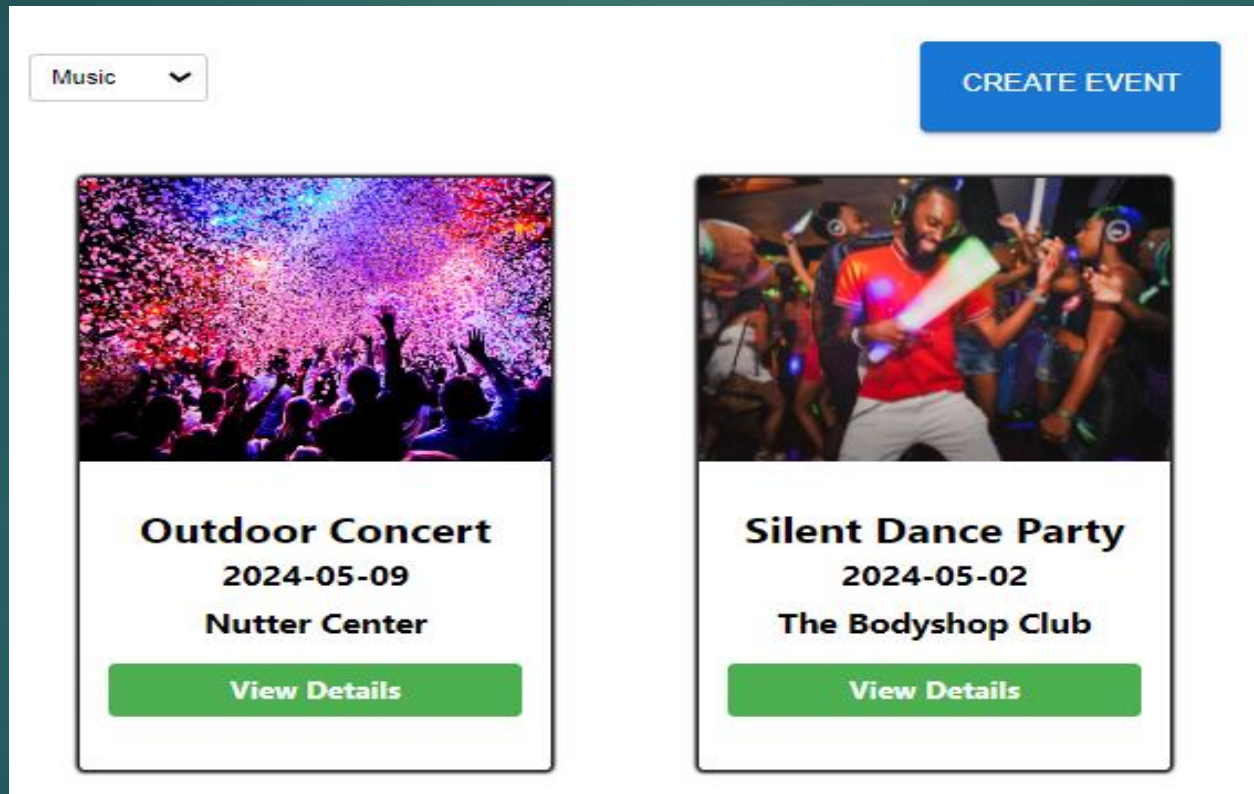 Music
CREATE EVENT
Outdoor Concert
2024-05-09
Nutter Center
View Details
Silent Dance Party
2024-05-02
The Bodyshop Club
View Details